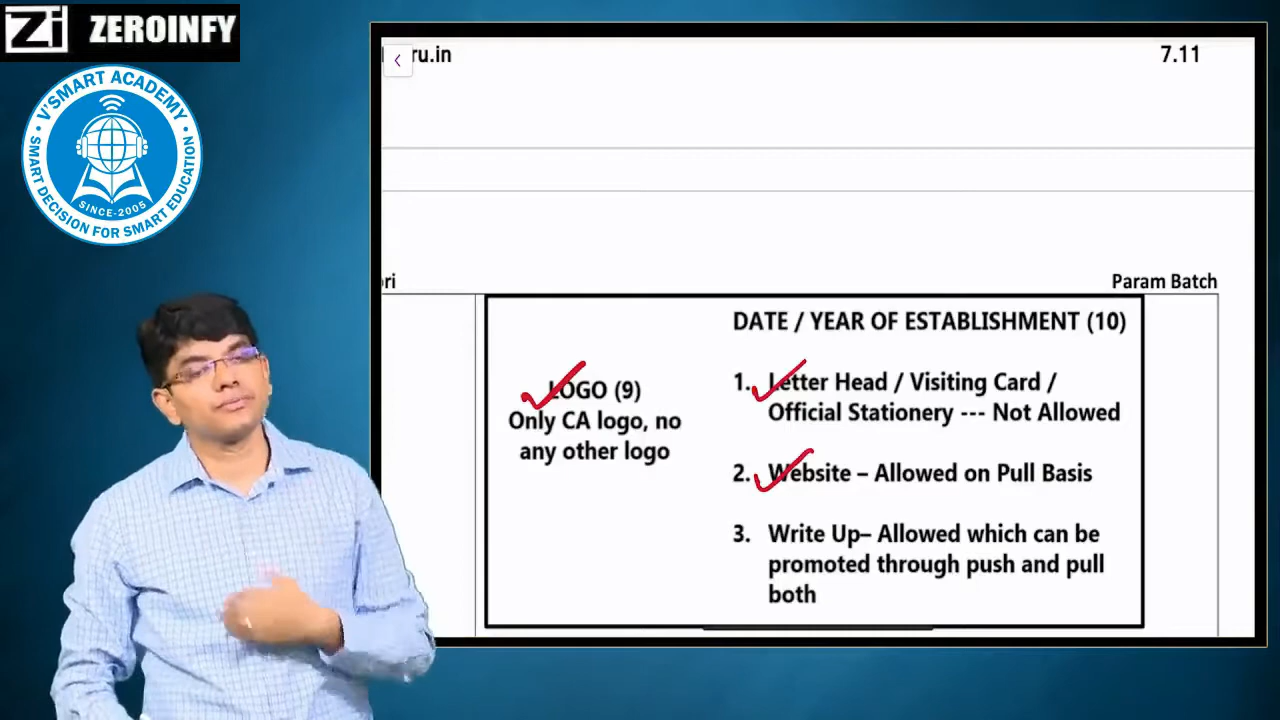 Zi ZEROINFY
V'SMART ACADEMY
SMART DECISION FOR SMART EDUCATION
SINCE-2005
ru.in
7.11
ori
Param Batch
LOGO (9)
Only CA logo, no
any other logo
DATE / YEAR OF ESTABLISHMENT (10)
1. Letter Head / Visiting Card /
Official Stationery --- Not Allowed
2. Website – Allowed on Pull Basis
3. Write Up– Allowed which can be
promoted through push and pull
both